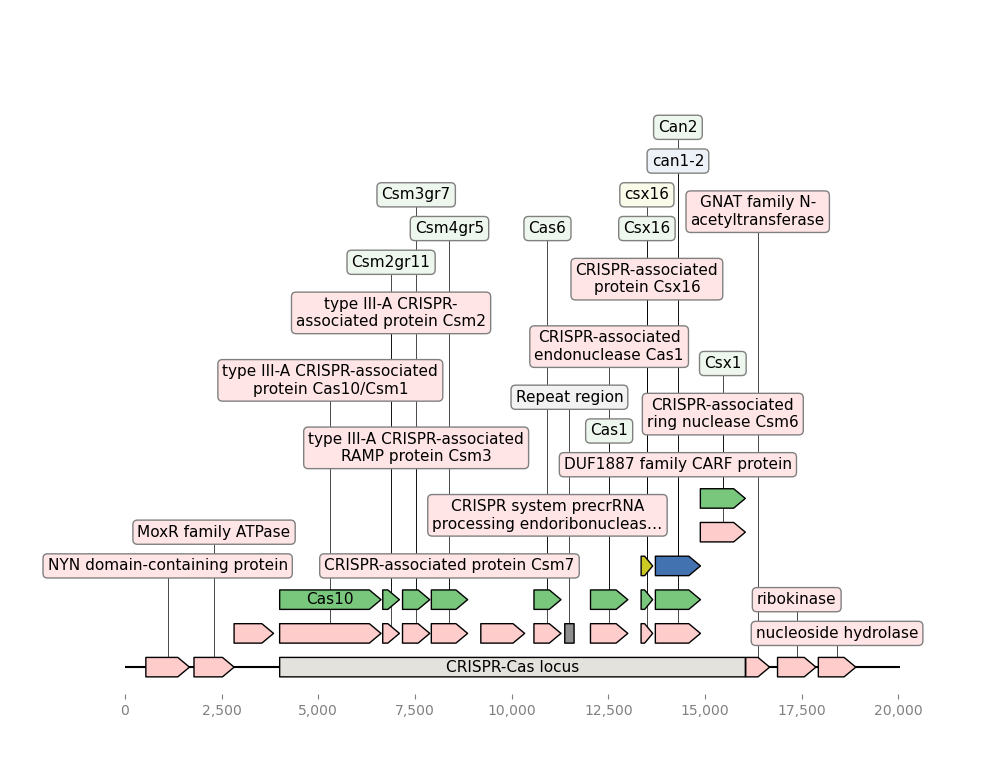 Can2
can1-2
Csm3gr7
csx16
GNAT family N-
acetyltransferase
Csm4gr5
Cas6
Csx16
Csm2gr11
CRISPR-associated
protein Csx16
type III-A CRISPR-
associated protein Csm2
CRISPR-associated
endonuclease Cas1
Csx1
type III-A CRISPR-associated
protein Cas10/Csm1
Repeat region
CRISPR-associated
ring nuclease Csm6
Cas1
type III-A CRISPR-associated
RAMP protein Csm3
DUF1887 family CARF protein
CRISPR system precrRNA
processing endoribonucleas…
MoxR family ATPase
NYN domain-containing protein
CRISPR-associated protein Csm7
Cas10
ribokinase
nucleoside hydrolase
CRISPR-Cas locus
0
2,500
5,000
7,500
10,000
12,500
15,000
17,500
20,000